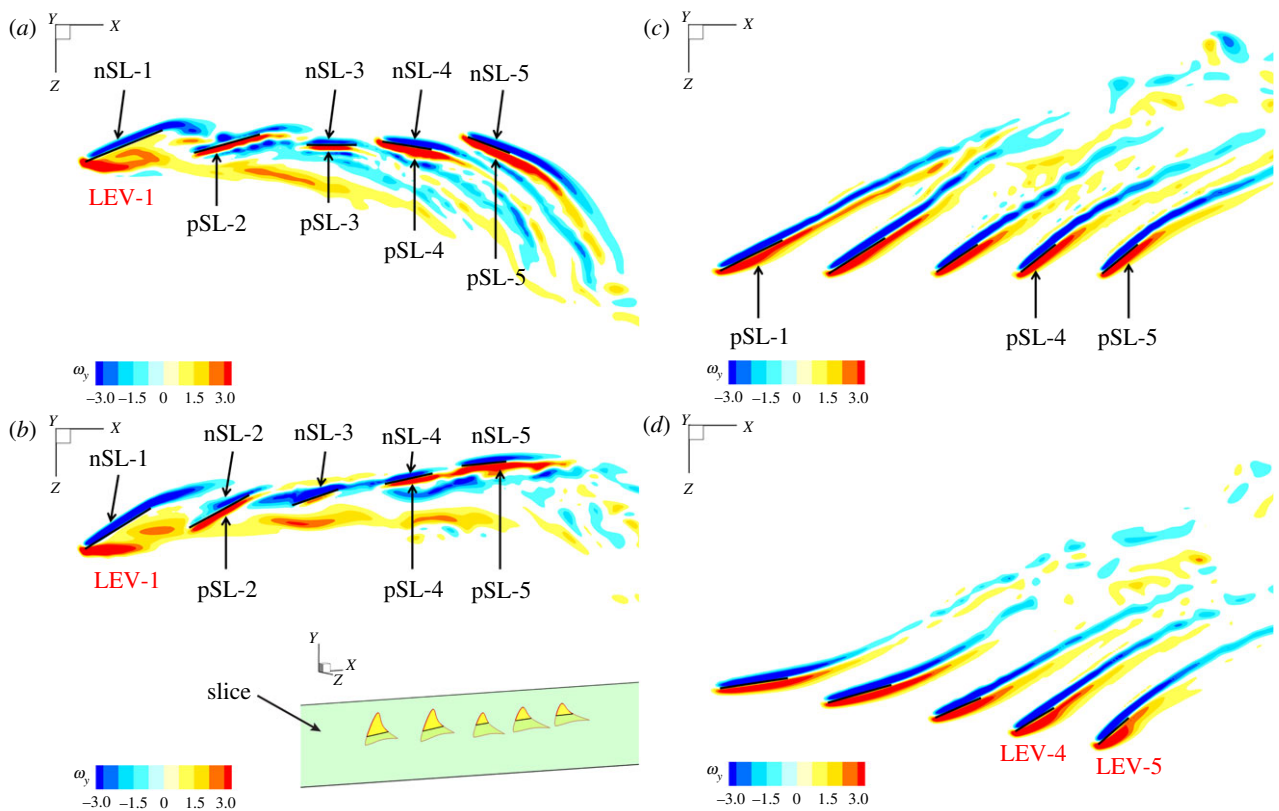 (a)
Y
X
Z
nSL-1
nSL-3
nSL-4
nSL-5
LEV-1
pSL-2
pSL-3
pSL-4
pSL-5
ωy
−3.0 −1.5 0 1.5 3.0
(b)
Y
X
Z
nSL-1
nSL-2
nSL-3
nSL-4
nSL-5
LEV-1
pSL-2
pSL-4
pSL-5
Y
X
Z
slice
ωy
−3.0 −1.5 0 1.5 3.0
(c)
Y
X
Z
pSL-1
pSL-4
pSL-5
ωy
−3.0 −1.5 0 1.5 3.0
(d)
Y
X
Z
LEV-4
LEV-5
ωy
−3.0 −1.5 0 1.5 3.0